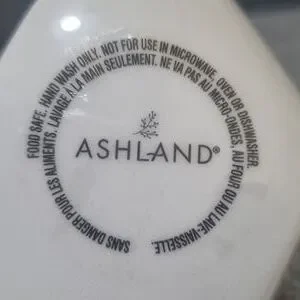 FOOD SAFE. HAND WASH ONLY. NOT FOR USE IN MICROWAVE, OVEN OR DISHWASHER.
SANS DANGER POUR LES ALIMENTS. LAVAGE À LA MAIN SEULEMENT. NE VA PAS AU MICRO-ONDES, AU FOUR OU AU LAVE-VAISSELLE.
ASHLAND®